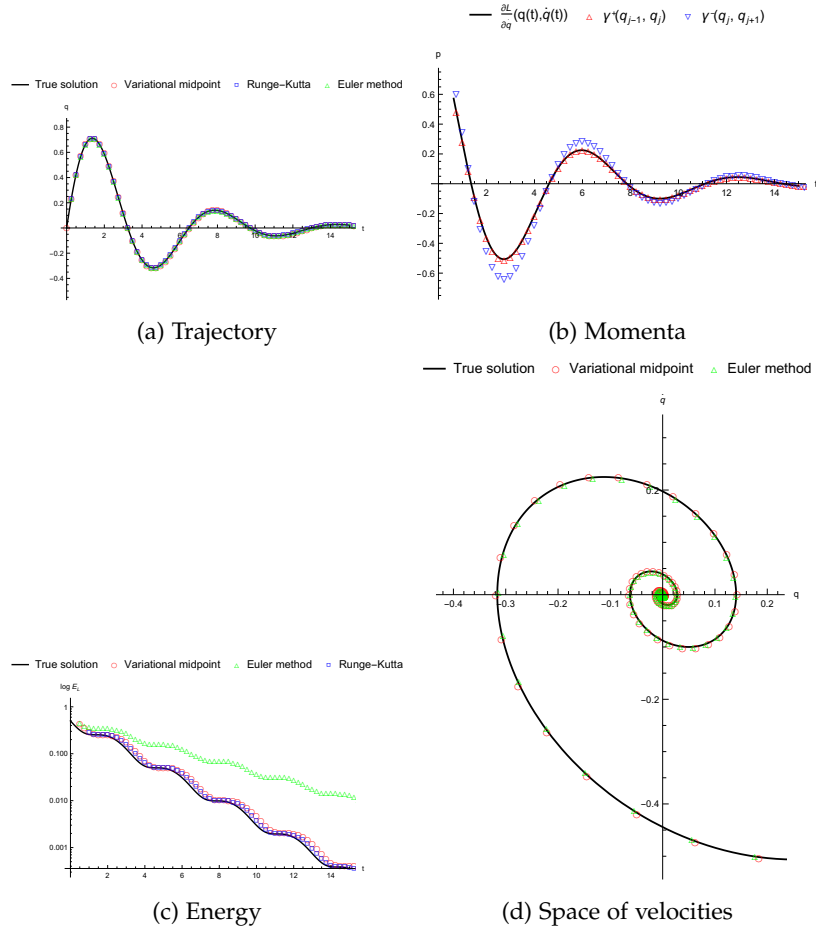 ∂L/∂q̇(q(t),q̇(t)) γ⁺(qⱼ₋₁, qⱼ) γ⁻(qⱼ, qⱼ₊₁)
True solution Variational midpoint Runge−Kutta Euler method
q
0.8
0.6
0.4
0.2
-0.2
-0.4
2 4 6 8 10 12 14 t
(a) Trajectory
p
0.6
0.4
0.2
-0.2
-0.4
-0.6
2 4 6 8 10 12 14 t
(b) Momenta
True solution Variational midpoint Euler method Runge−Kutta
log E_L
1
0.100
0.010
0.001
2 4 6 8 10 12 14 t
(c) Energy
True solution Variational midpoint Euler method
q̇
0.2
-0.4 -0.3 -0.2 -0.1 0.1 0.2 q
-0.2
-0.4
(d) Space of velocities